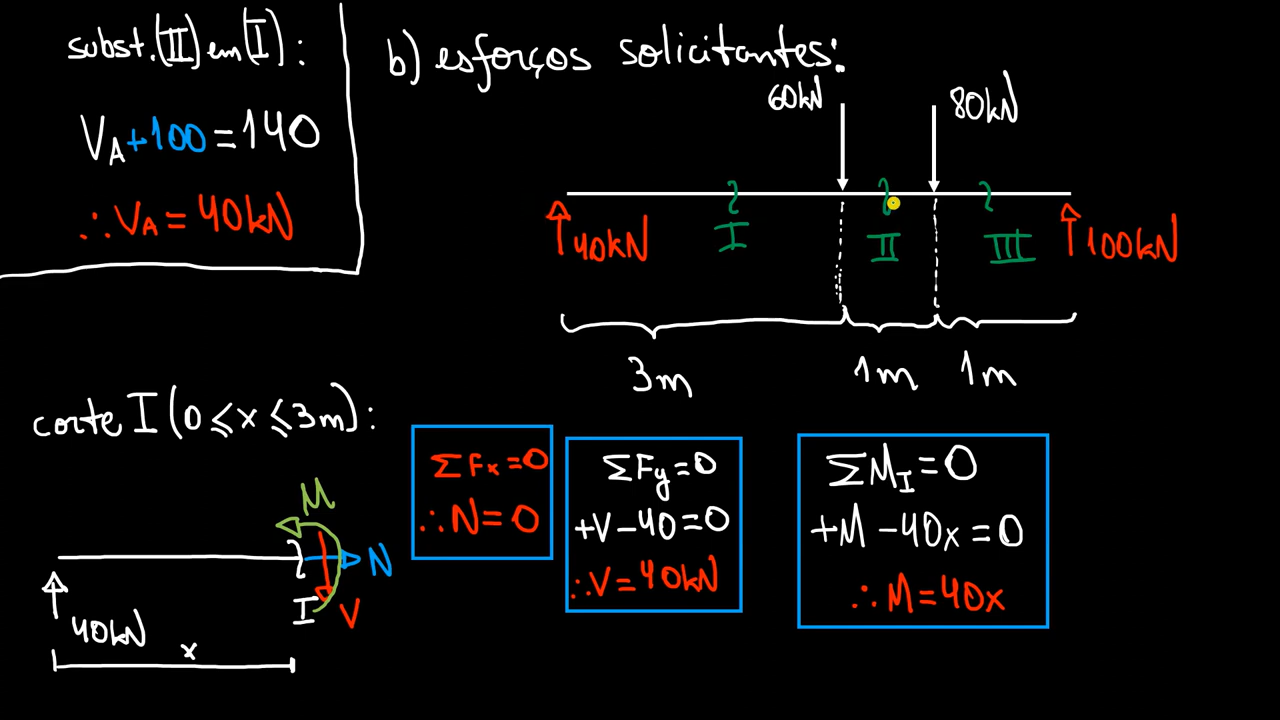 subst. (II) em (I):
VA+100=140
∴ VA = 40kN
b) esforços solicitantes:
60kN
80kN
40kN
I
II
III
100kN
3m
1m
1m
corte I (0 ⩽ x ⩽ 3m):
M
N
V
I
40kN
x
ΣFx=0
∴ N=0
ΣFy=0
+V-40=0
∴V=40kN
ΣMI=0
+M-40x=0
∴ M=40x